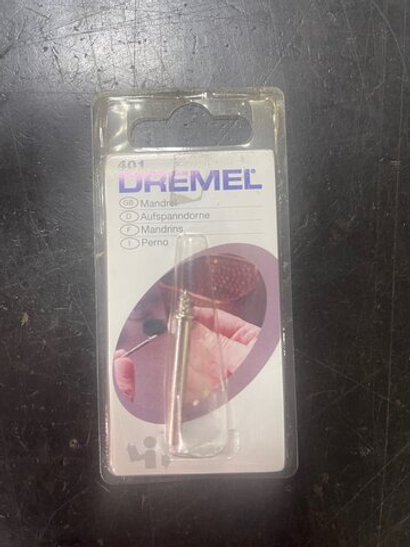 401
DREMEL
GB Mandrel
D Aufspanndorne
F Mandrins
I Perno